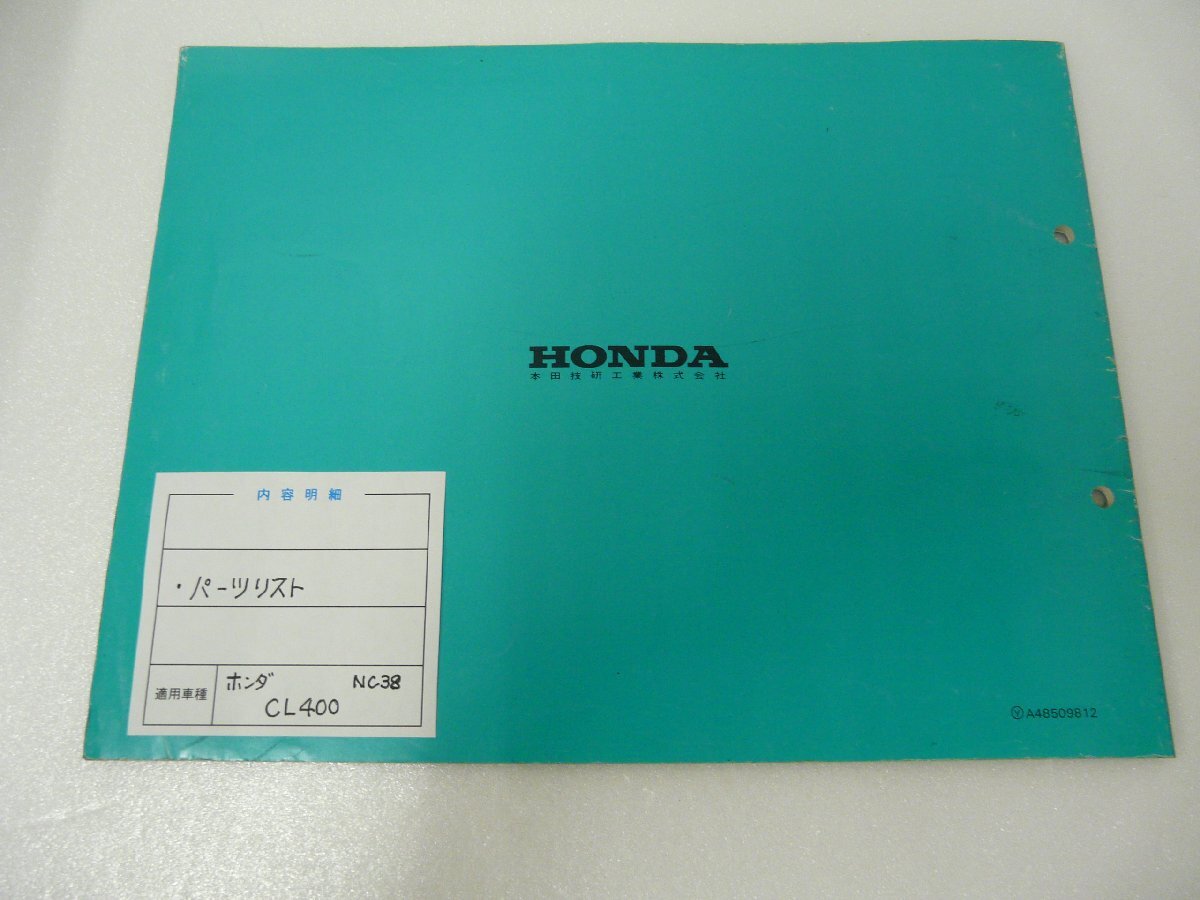 HONDA
本田技研工業株式会社
内容明細
・パーツリスト
適用車種
ホンダ NC38
CL400
Ⓨ A48509812